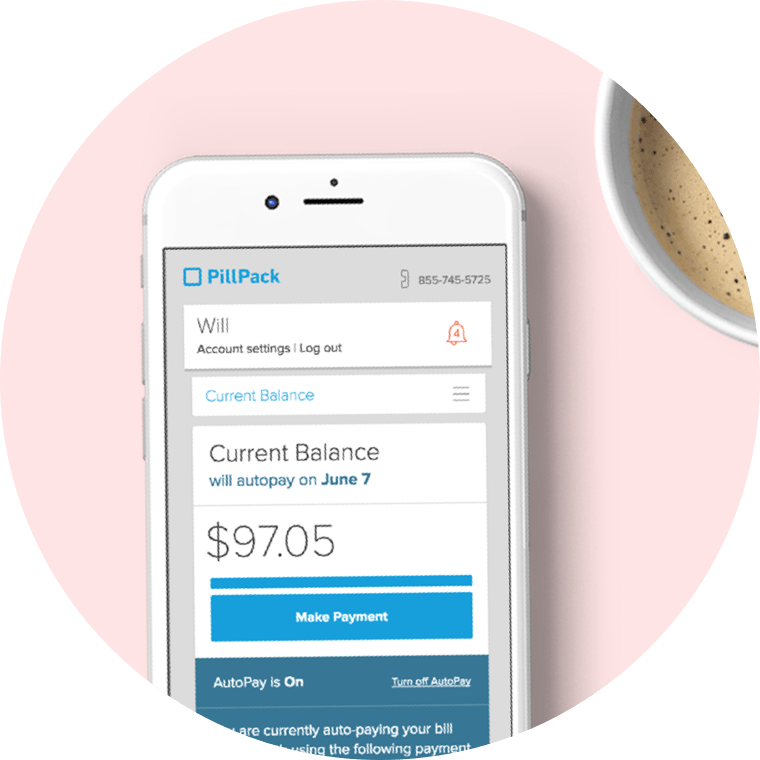 PillPack
855-745-5725
Will
4
Account settings | Log out
Current Balance
Current Balance
will autopay on June 7
$97.05
Make Payment
AutoPay is On
Turn off AutoPay
are currently auto-paying your bill
using the following payment